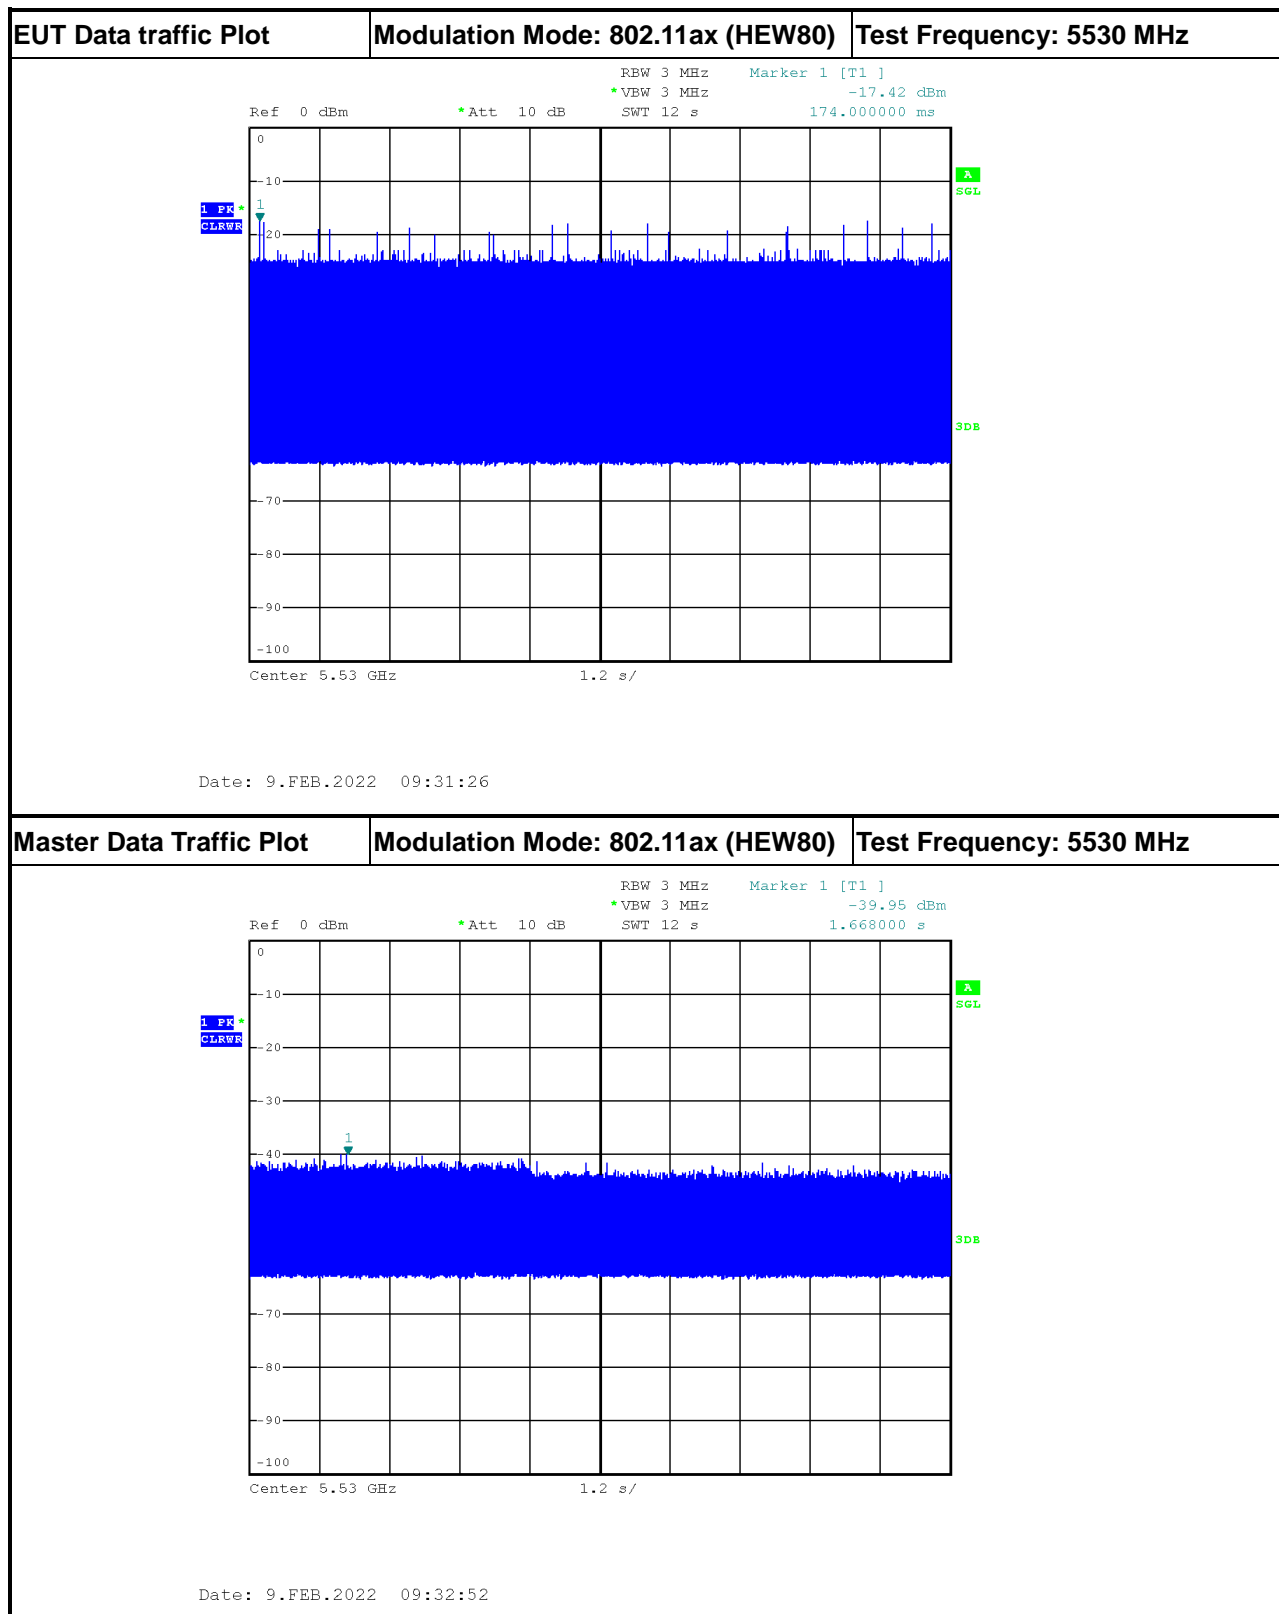 EUT Data traffic Plot Modulation Mode: 802.11ax (HEW80) Test Frequency: 5530 MHz
RBW 3 MHz Marker 1 [T1 ]
*VBW 3 MHz -17.42 dBm
Ref 0 dBm *Att 10 dB SWT 12 s 174.000000 ms
0
-10
A
SGL
1 PK *
CLRWR
1
-20
3DB
-70
-80
-90
-100
Center 5.53 GHz 1.2 s/
Date: 9.FEB.2022 09:31:26
Master Data Traffic Plot Modulation Mode: 802.11ax (HEW80) Test Frequency: 5530 MHz
RBW 3 MHz Marker 1 [T1 ]
*VBW 3 MHz -39.95 dBm
Ref 0 dBm *Att 10 dB SWT 12 s 1.668000 s
0
-10
A
SGL
1 PK *
CLRWR
-20
-30
1
-40
3DB
-70
-80
-90
-100
Center 5.53 GHz 1.2 s/
Date: 9.FEB.2022 09:32:52